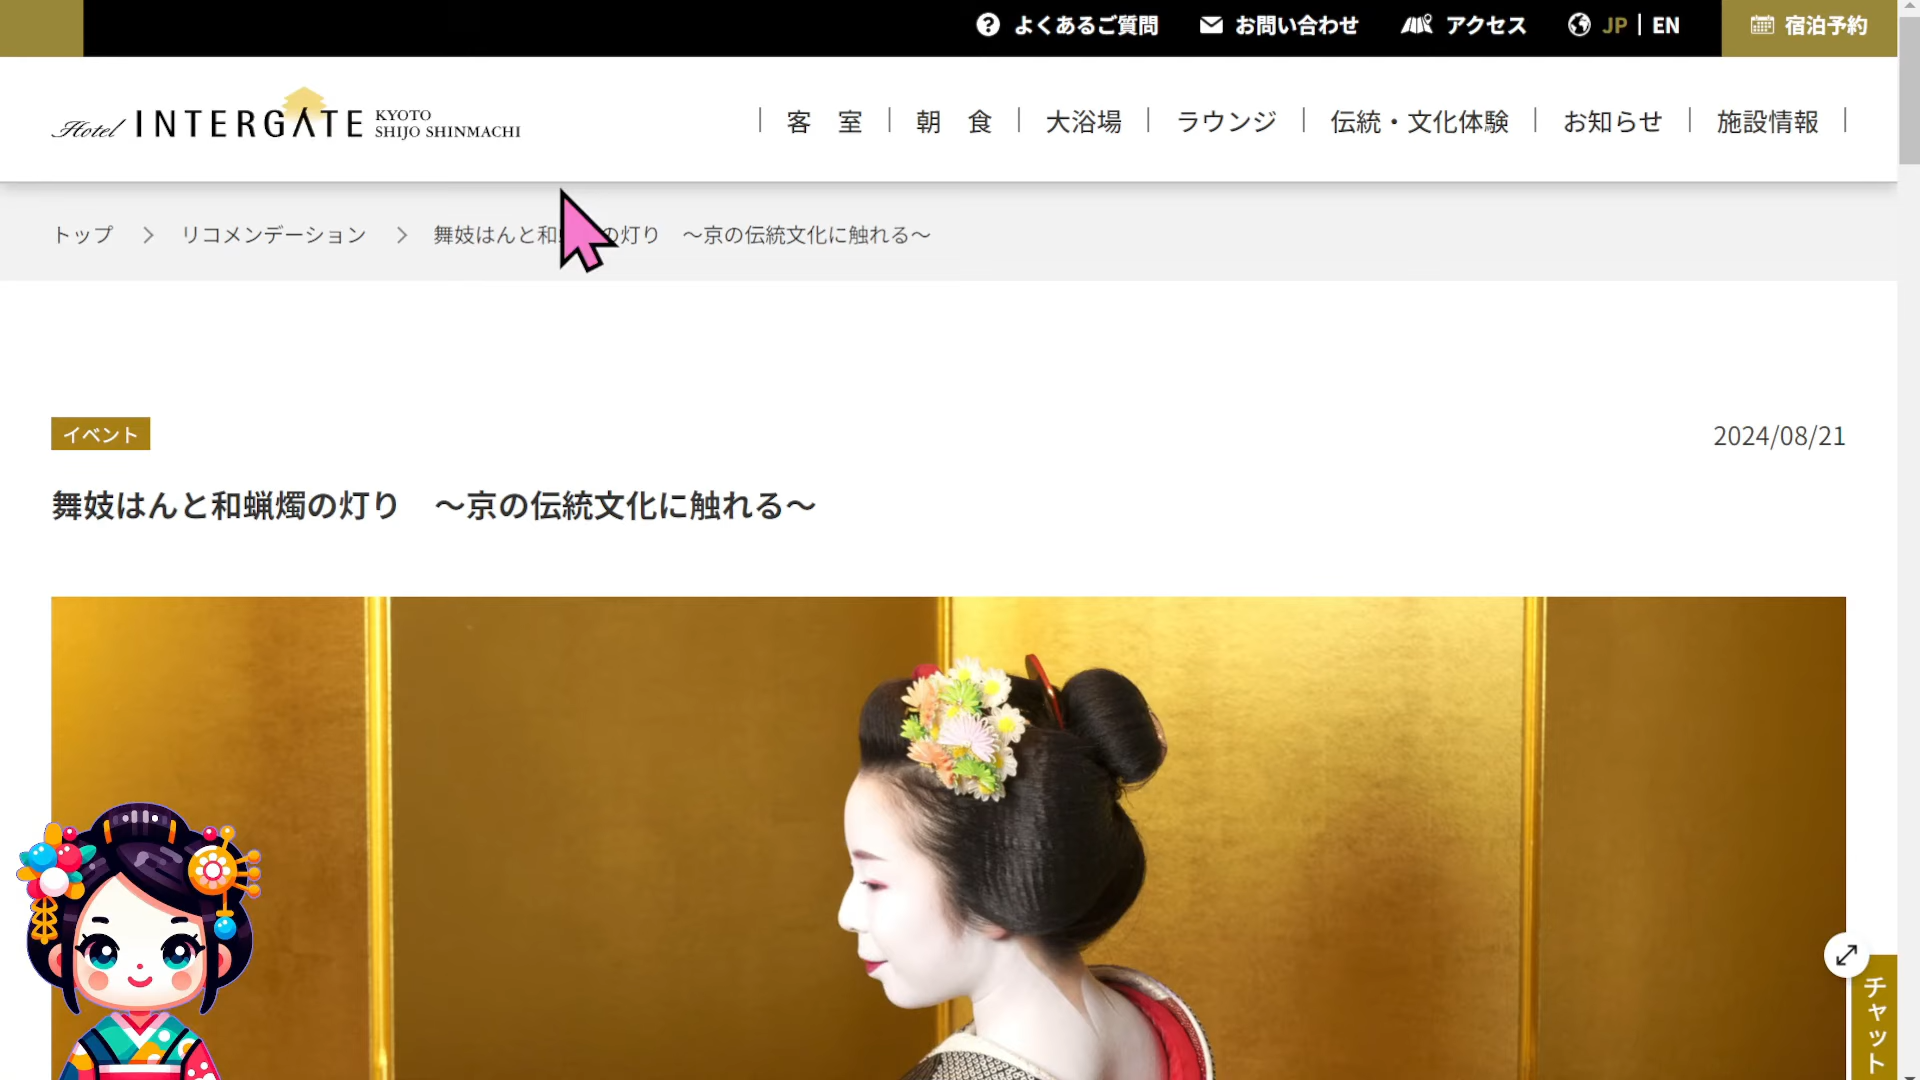 よくあるご質問 お問い合わせ アクセス JP | EN 宿泊予約
Hotel INTERGATE KYOTO SHIJO SHINMACHI
客 室 朝 食 大浴場 ラウンジ 伝統・文化体験 お知らせ 施設情報
トップ > リコメンデーション > 舞妓はんと和 の灯り ～京の伝統文化に触れる～
イベント 2024/08/21
舞妓はんと和蝋燭の灯り ～京の伝統文化に触れる～
チャット